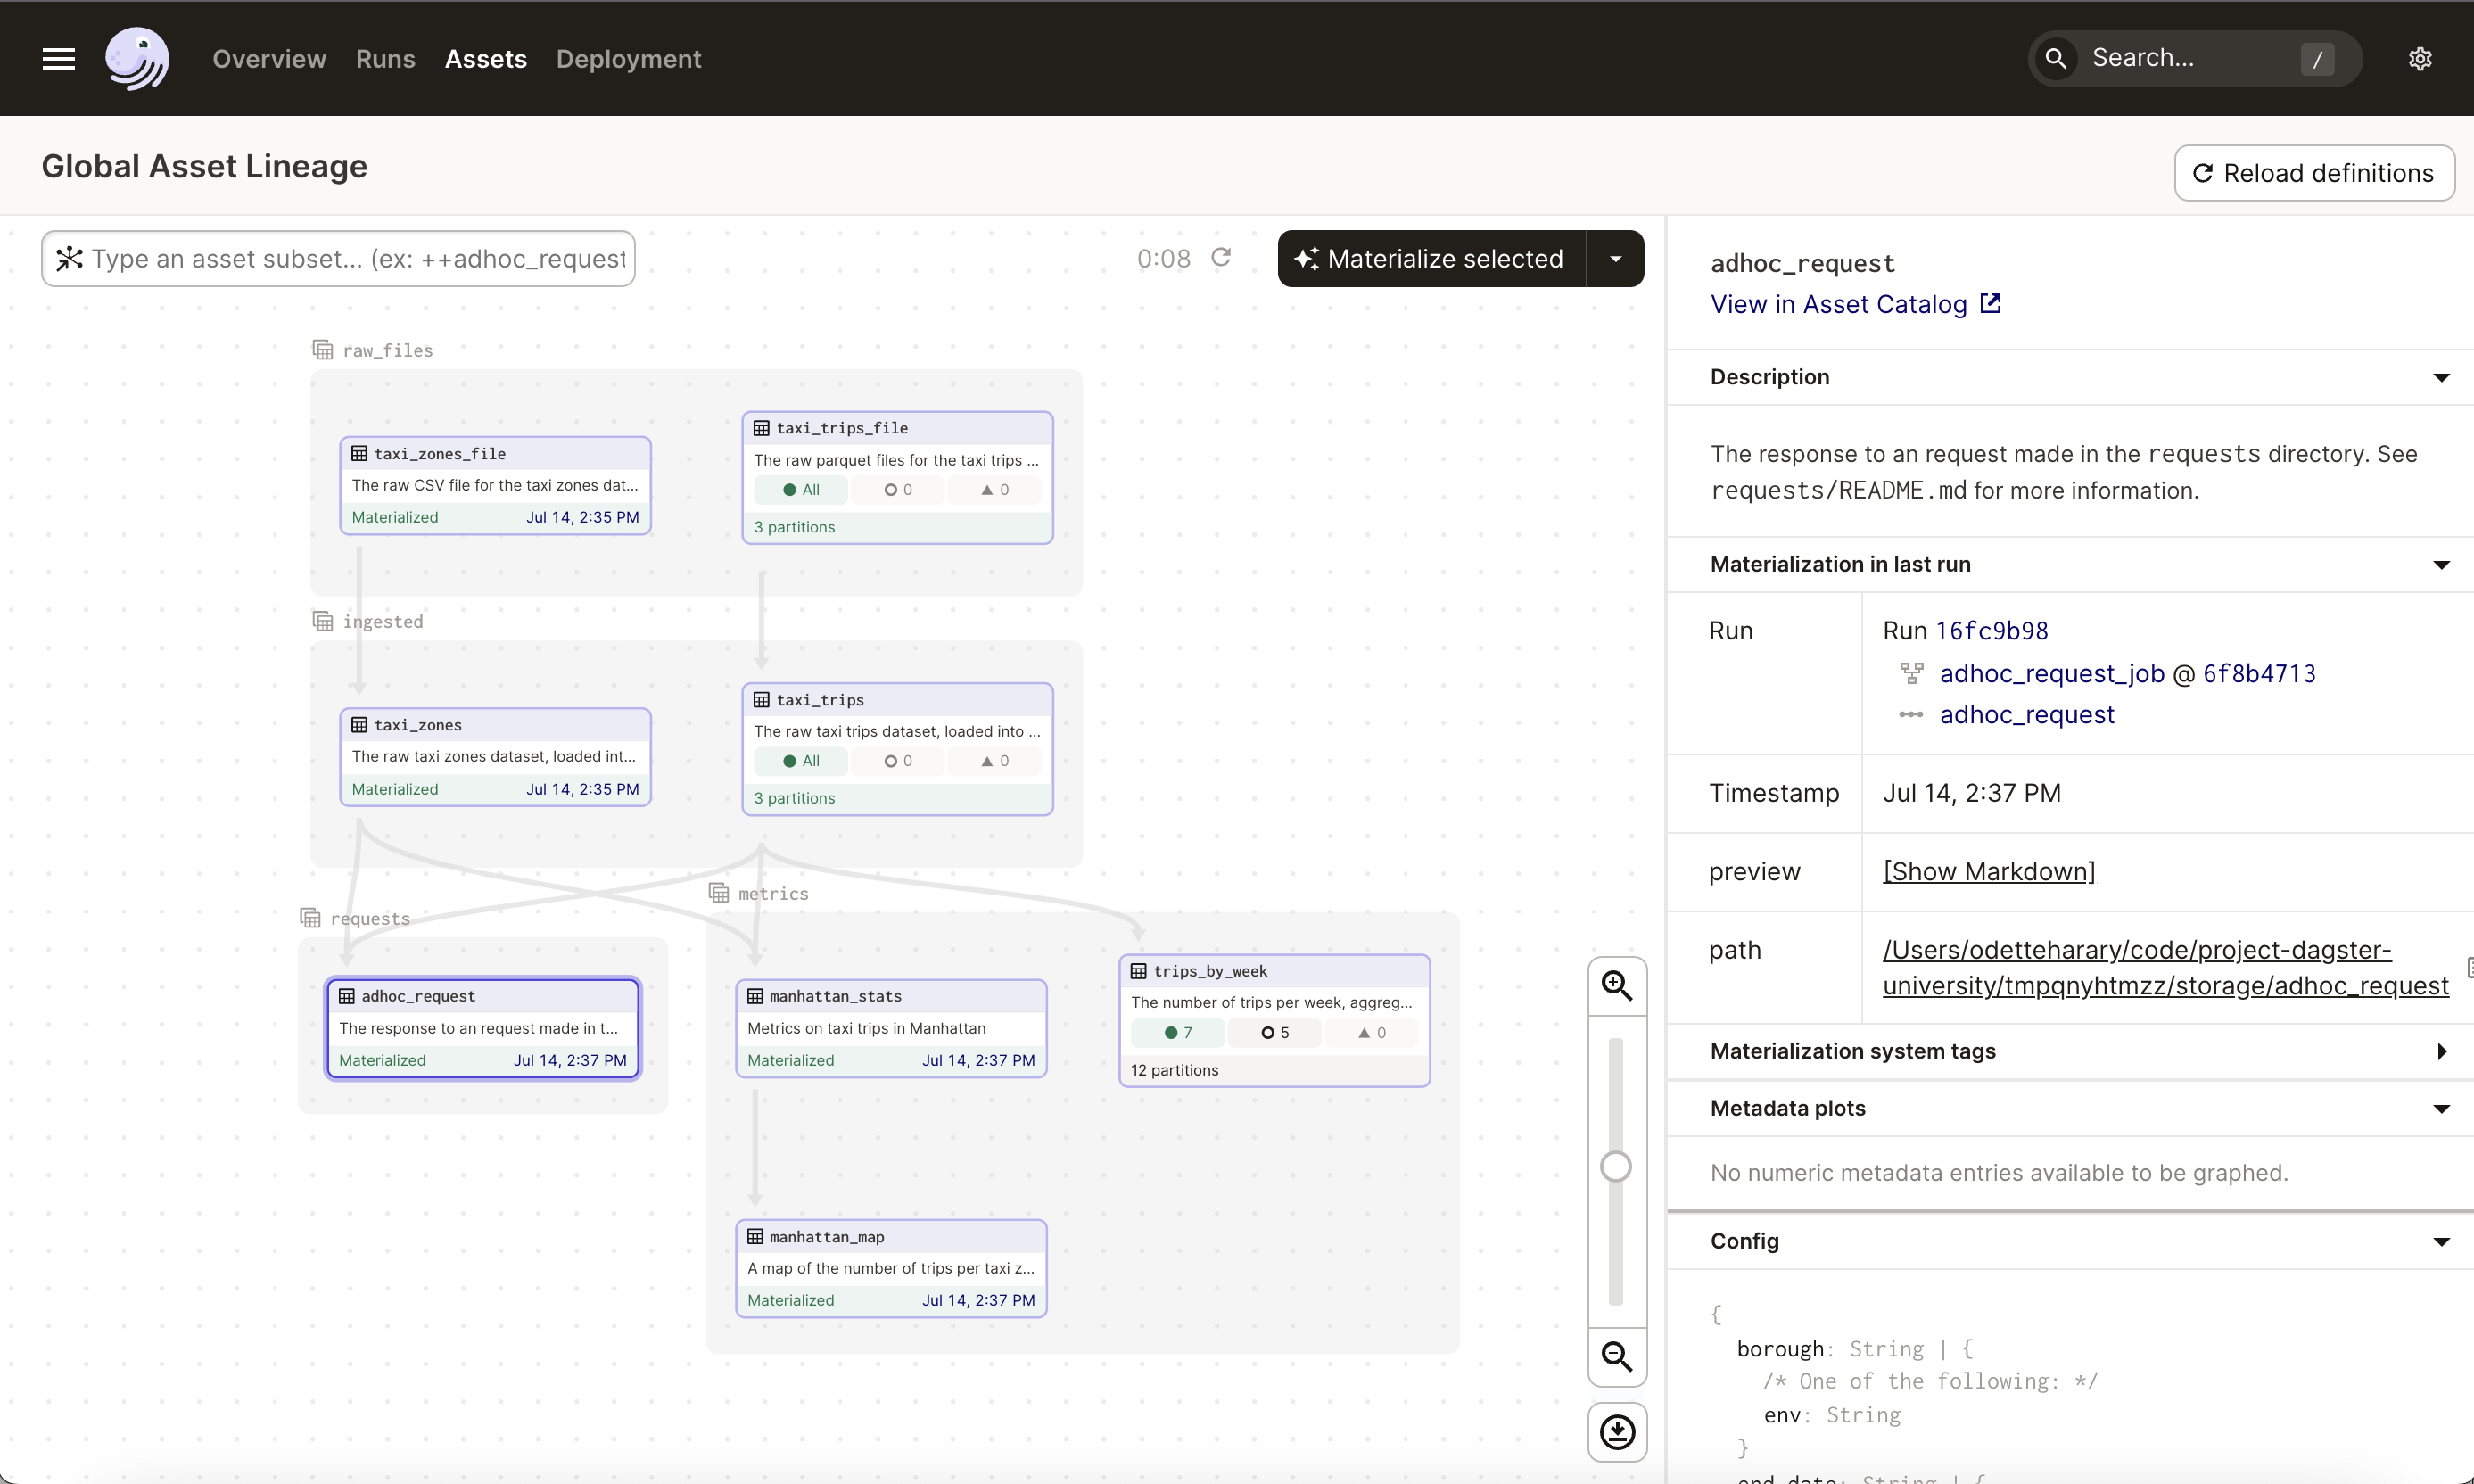 Overview Runs Assets Deployment
Search... /
Global Asset Lineage
Reload definitions
Type an asset subset... (ex: ++adhoc_request
0:08
Materialize selected
raw_files
taxi_zones_file
The raw CSV file for the taxi zones dat...
Materialized Jul 14, 2:35 PM
taxi_trips_file
The raw parquet files for the taxi trips ...
All 0 0
3 partitions
ingested
taxi_zones
The raw taxi zones dataset, loaded int...
Materialized Jul 14, 2:35 PM
taxi_trips
The raw taxi trips dataset, loaded into ...
All 0 0
3 partitions
requests
adhoc_request
The response to an request made in t...
Materialized Jul 14, 2:37 PM
metrics
manhattan_stats
Metrics on taxi trips in Manhattan
Materialized Jul 14, 2:37 PM
trips_by_week
The number of trips per week, aggreg...
7 5 0
12 partitions
manhattan_map
A map of the number of trips per taxi z...
Materialized Jul 14, 2:37 PM
adhoc_request
View in Asset Catalog
Description
The response to an request made in the requests directory. See
requests/README.md for more information.
Materialization in last run
Run Run 16fc9b98
adhoc_request_job @ 6f8b4713
adhoc_request
Timestamp Jul 14, 2:37 PM
preview [Show Markdown]
path /Users/odetteharary/code/project-dagster-
university/tmpqnyhtmzz/storage/adhoc_request
Materialization system tags
Metadata plots
No numeric metadata entries available to be graphed.
Config
{
borough: String | {
/* One of the following: */
env: String
}
end_date: String | {